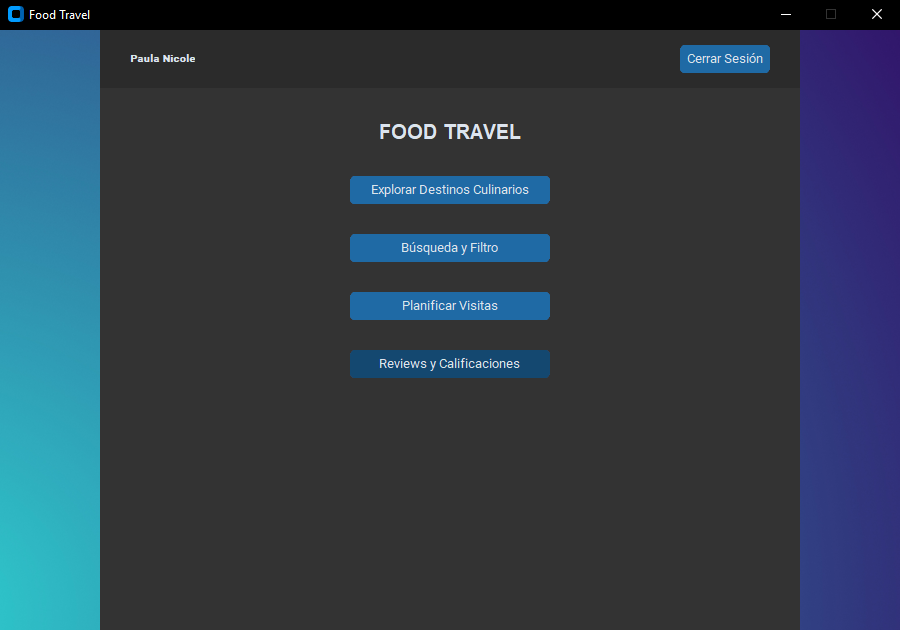 Food Travel
Paula Nicole
Cerrar Sesión
FOOD TRAVEL
Explorar Destinos Culinarios
Búsqueda y Filtro
Planificar Visitas
Reviews y Calificaciones